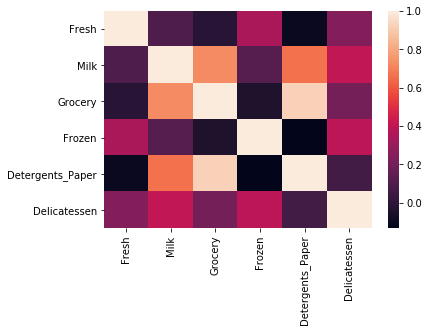 Fresh
Milk
Grocery
Frozen
Detergents_Paper
Delicatessen
Fresh
Milk
Grocery
Frozen
Detergents_Paper
Delicatessen
1.0
0.8
0.6
0.4
0.2
0.0